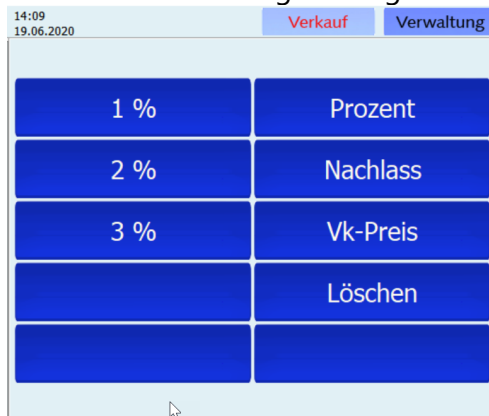 14:09
19.06.2020
Verkauf
Verwaltung
1 %
Prozent
2 %
Nachlass
3 %
Vk-Preis
Löschen